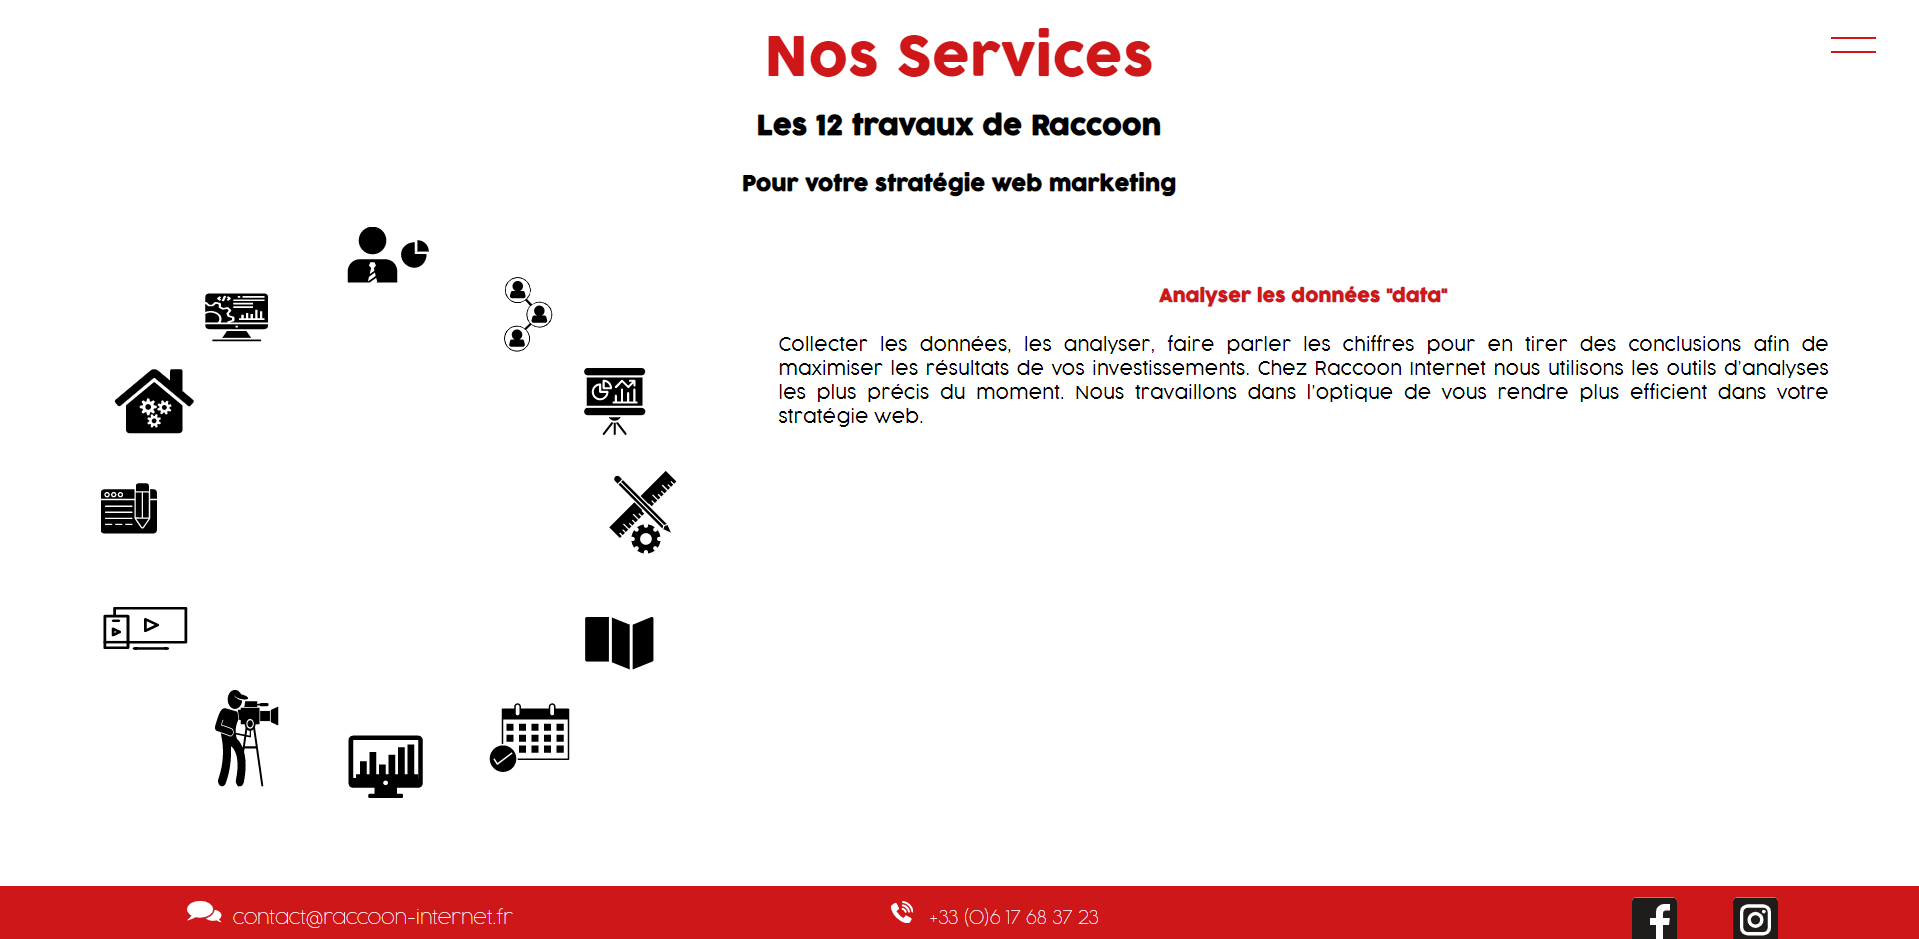 Nos Services
Les 12 travaux de Raccoon
Pour votre stratégie web marketing
Analyser les données "data"
Collecter les données, les analyser, faire parler les chiffres pour en tirer des conclusions afin de
maximiser les résultats de vos investissements. Chez Raccoon Internet nous utilisons les outils d'analyses
les plus précis du moment. Nous travaillons dans l'optique de vous rendre plus efficient dans votre
stratégie web.
contact@raccoon-internet.fr
+33 (0)6 17 68 37 23